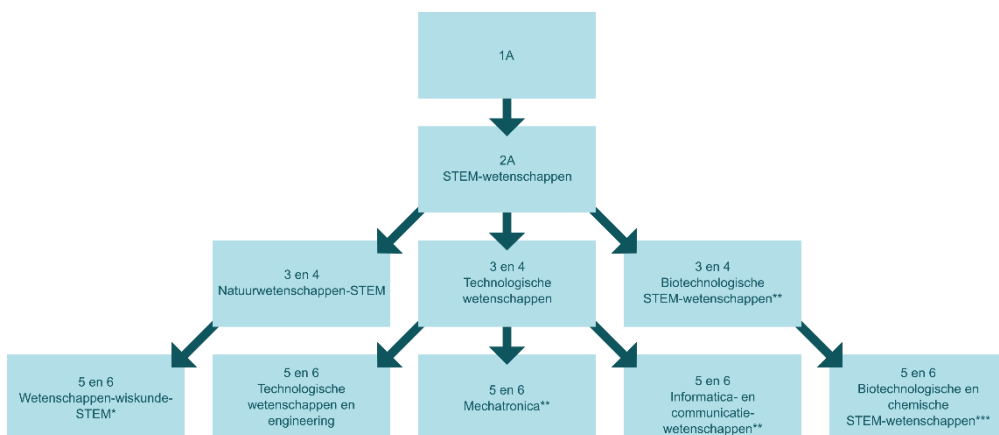 1A
2A
STEM-wetenschappen
3 en 4
Natuurwetenschappen-STEM
3 en 4
Technologische
wetenschappen
3 en 4
Biotechnologische
STEM-wetenschappen**
5 en 6
Wetenschappen-wiskunde-
STEM*
5 en 6
Technologische
wetenschappen en
engineering
5 en 6
Mechatronica**
5 en 6
Informatica- en
communicatie-
wetenschappen**
5 en 6
Biotechnologische en
chemische
STEM-wetenschappen***